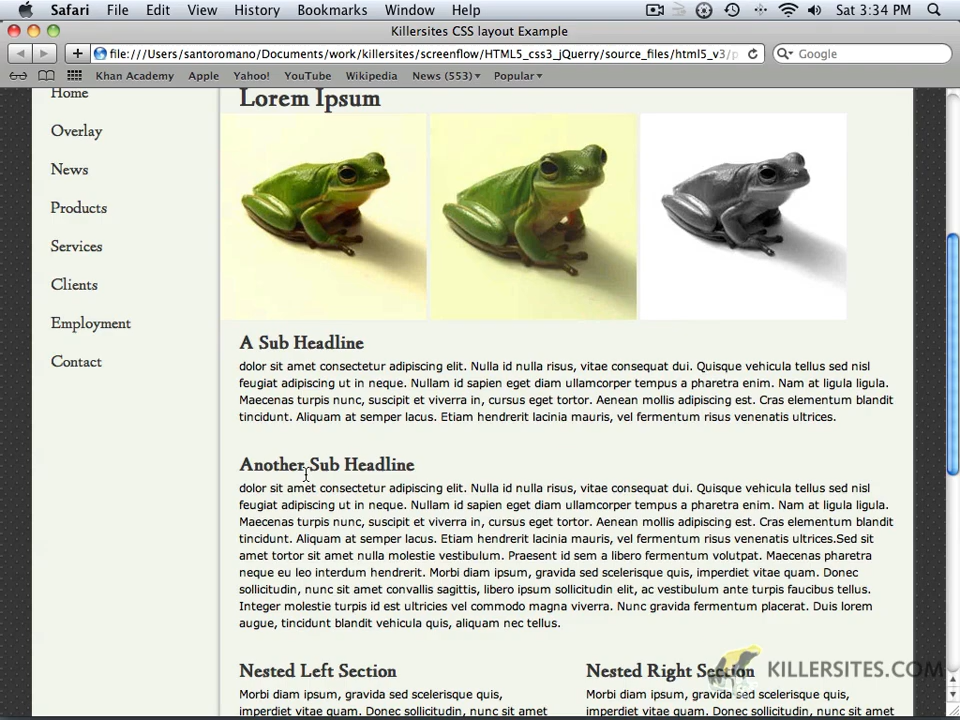 Safari File Edit View History Bookmarks Window Help Sat 3:34 PM
Killersites CSS layout Example
file:///Users/santoromano/Documents/work/killersites/screenflow/HTML5_css3_jQuerry/source_files/html5_v3/p
Google
Khan Academy Apple Yahoo! YouTube Wikipedia News (553) Popular
Home
Overlay
News
Products
Services
Clients
Employment
Contact
Lorem Ipsum
A Sub Headline
dolor sit amet consectetur adipiscing elit. Nulla id nulla risus, vitae consequat dui. Quisque vehicula tellus sed nisl
feugiat adipiscing ut in neque. Nullam id sapien eget diam ullamcorper tempus a pharetra enim. Nam at ligula ligula.
Maecenas turpis nunc, suscipit et viverra in, cursus eget tortor. Aenean mollis adipiscing est. Cras elementum blandit
tincidunt. Aliquam at semper lacus. Etiam hendrerit lacinia mauris, vel fermentum risus venenatis ultrices.
Another Sub Headline
dolor sit amet consectetur adipiscing elit. Nulla id nulla risus, vitae consequat dui. Quisque vehicula tellus sed nisl
feugiat adipiscing ut in neque. Nullam id sapien eget diam ullamcorper tempus a pharetra enim. Nam at ligula ligula.
Maecenas turpis nunc, suscipit et viverra in, cursus eget tortor. Aenean mollis adipiscing est. Cras elementum blandit
tincidunt. Aliquam at semper lacus. Etiam hendrerit lacinia mauris, vel fermentum risus venenatis ultrices.Sed sit
amet tortor sit amet nulla molestie vestibulum. Praesent id sem a libero fermentum volutpat. Maecenas pharetra
neque eu leo interdum hendrerit. Morbi diam ipsum, gravida sed scelerisque quis, imperdiet vitae quam. Donec
sollicitudin, nunc sit amet convallis sagittis, libero ipsum sollicitudin elit, ac vestibulum ante turpis faucibus tellus.
Integer molestie turpis id est ultricies vel commodo magna viverra. Nunc gravida fermentum placerat. Duis lorem
augue, tincidunt blandit vehicula quis, aliquam nec tellus.
Nested Left Section
Morbi diam ipsum, gravida sed scelerisque quis,
imperdiet vitae quam. Donec sollicitudin, nunc sit amet
Nested Right Section
Morbi diam ipsum, gravida sed scelerisque quis,
imperdiet vitae quam. Donec sollicitudin, nunc sit amet
KILLERSITES.COM